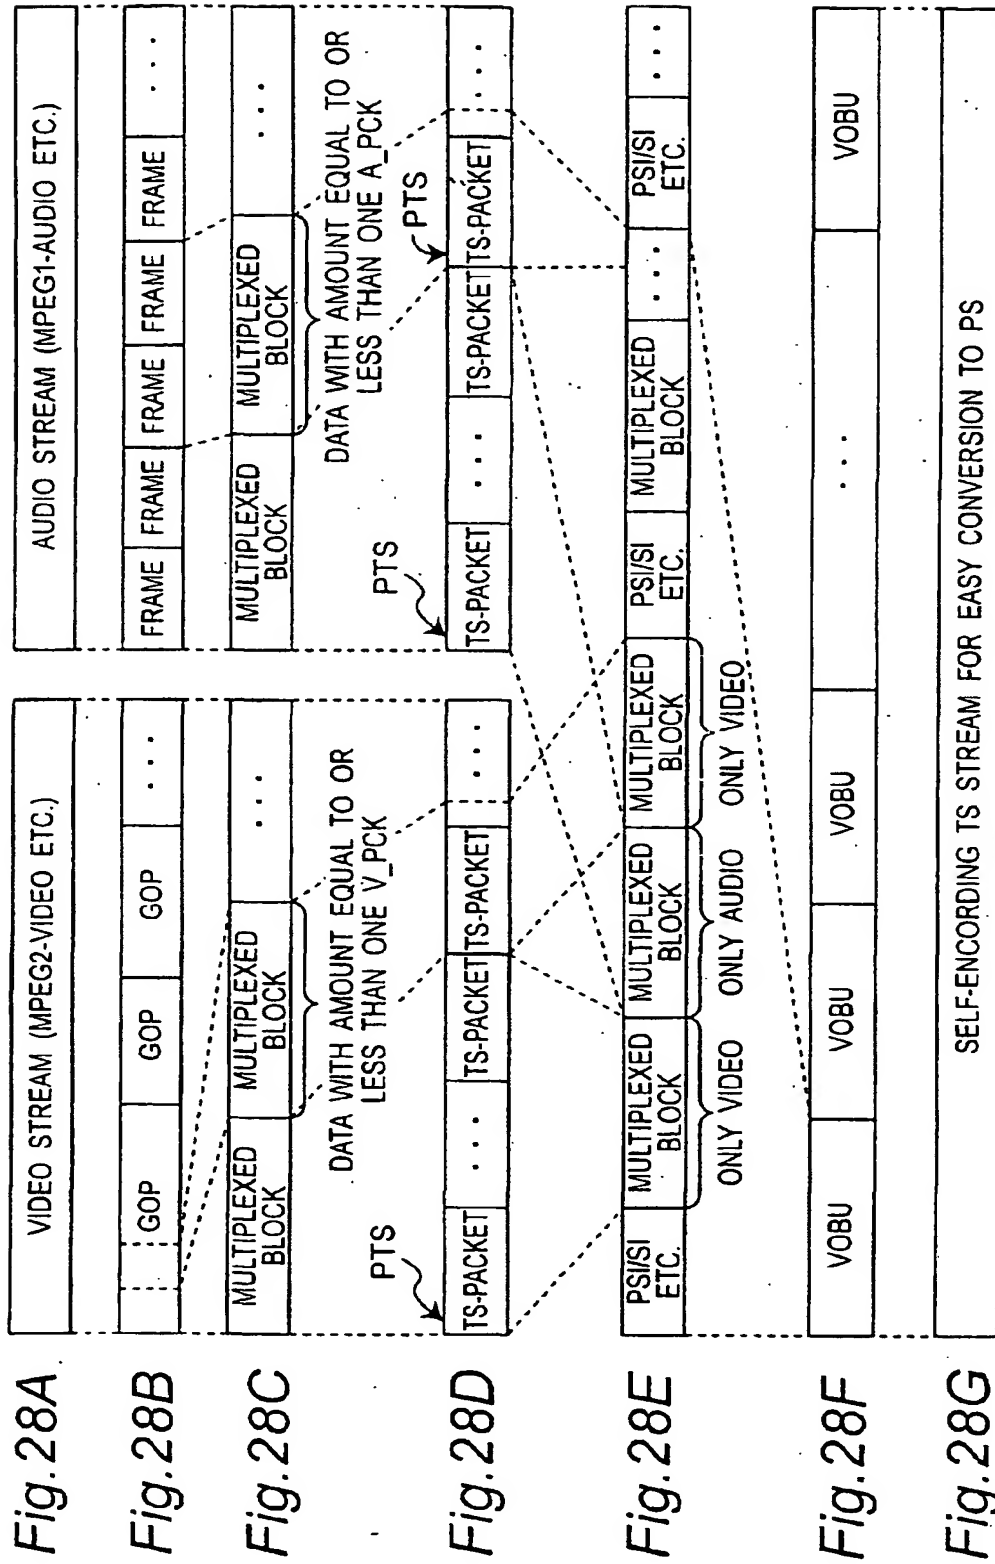 Fig.28A
VIDEO STREAM (MPEG2-VIDEO ETC.)
AUDIO STREAM (MPEG1-AUDIO ETC.)
Fig.28B
GOP
GOP
GOP
...
FRAME
FRAME
FRAME
FRAME
FRAME
...
Fig.28C
MULTIPLEXED
BLOCK
MULTIPLEXED
BLOCK
...
MULTIPLEXED
BLOCK
MULTIPLEXED
BLOCK
...
DATA WITH AMOUNT EQUAL TO OR
LESS THAN ONE V_PCK
DATA WITH AMOUNT EQUAL TO OR
LESS THAN ONE A_PCK
PTS
PTS
PTS
Fig.28D
TS-PACKET
...
TS-PACKET
TS-PACKET
...
TS-PACKET
...
TS-PACKET
TS-PACKET
...
Fig.28E
PSI/SI
ETC.
MULTIPLEXED
BLOCK
MULTIPLEXED
BLOCK
MULTIPLEXED
BLOCK
PSI/SI
ETC.
MULTIPLEXED
BLOCK
...
PSI/SI
ETC.
...
ONLY VIDEO
ONLY AUDIO
ONLY VIDEO
Fig.28F
VOBU
VOBU
VOBU
...
VOBU
Fig.28G
SELF-ENCORDING TS STREAM FOR EASY CONVERSION TO PS